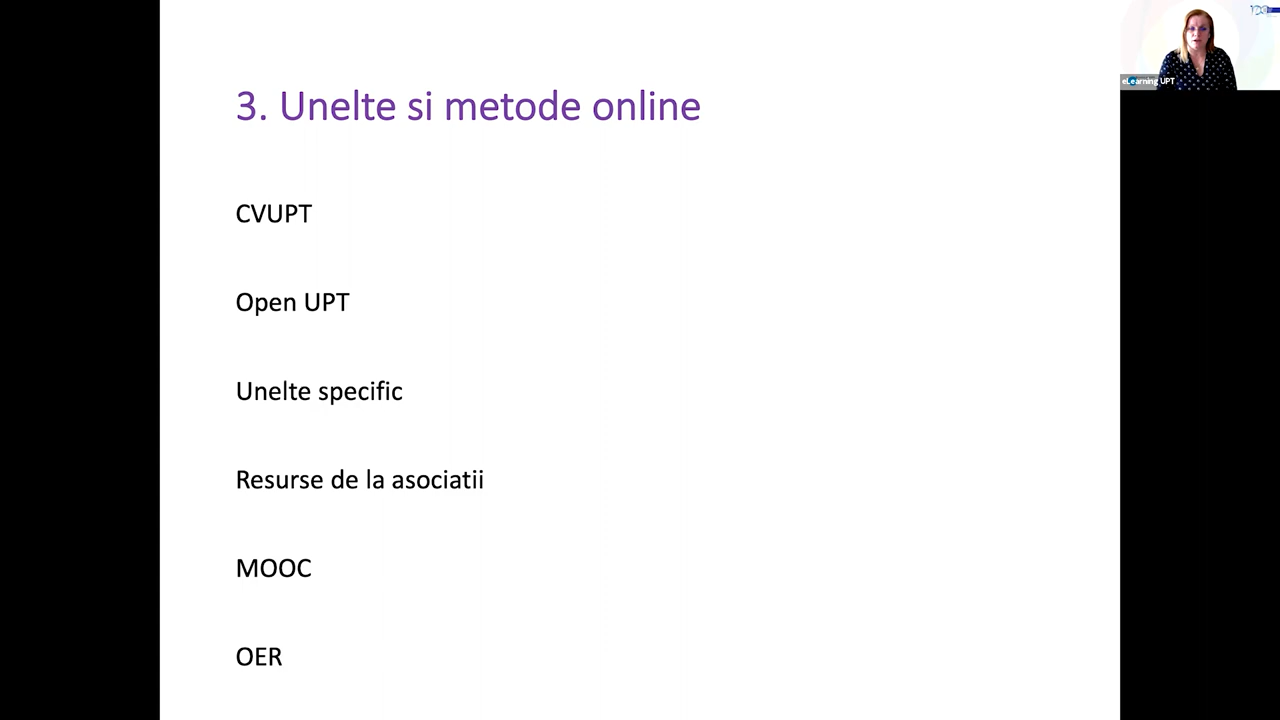 3. Unelte si metode online
CVUPT
Open UPT
Unelte specific
Resurse de la asociatii
MOOC
OER
eLearning UPT